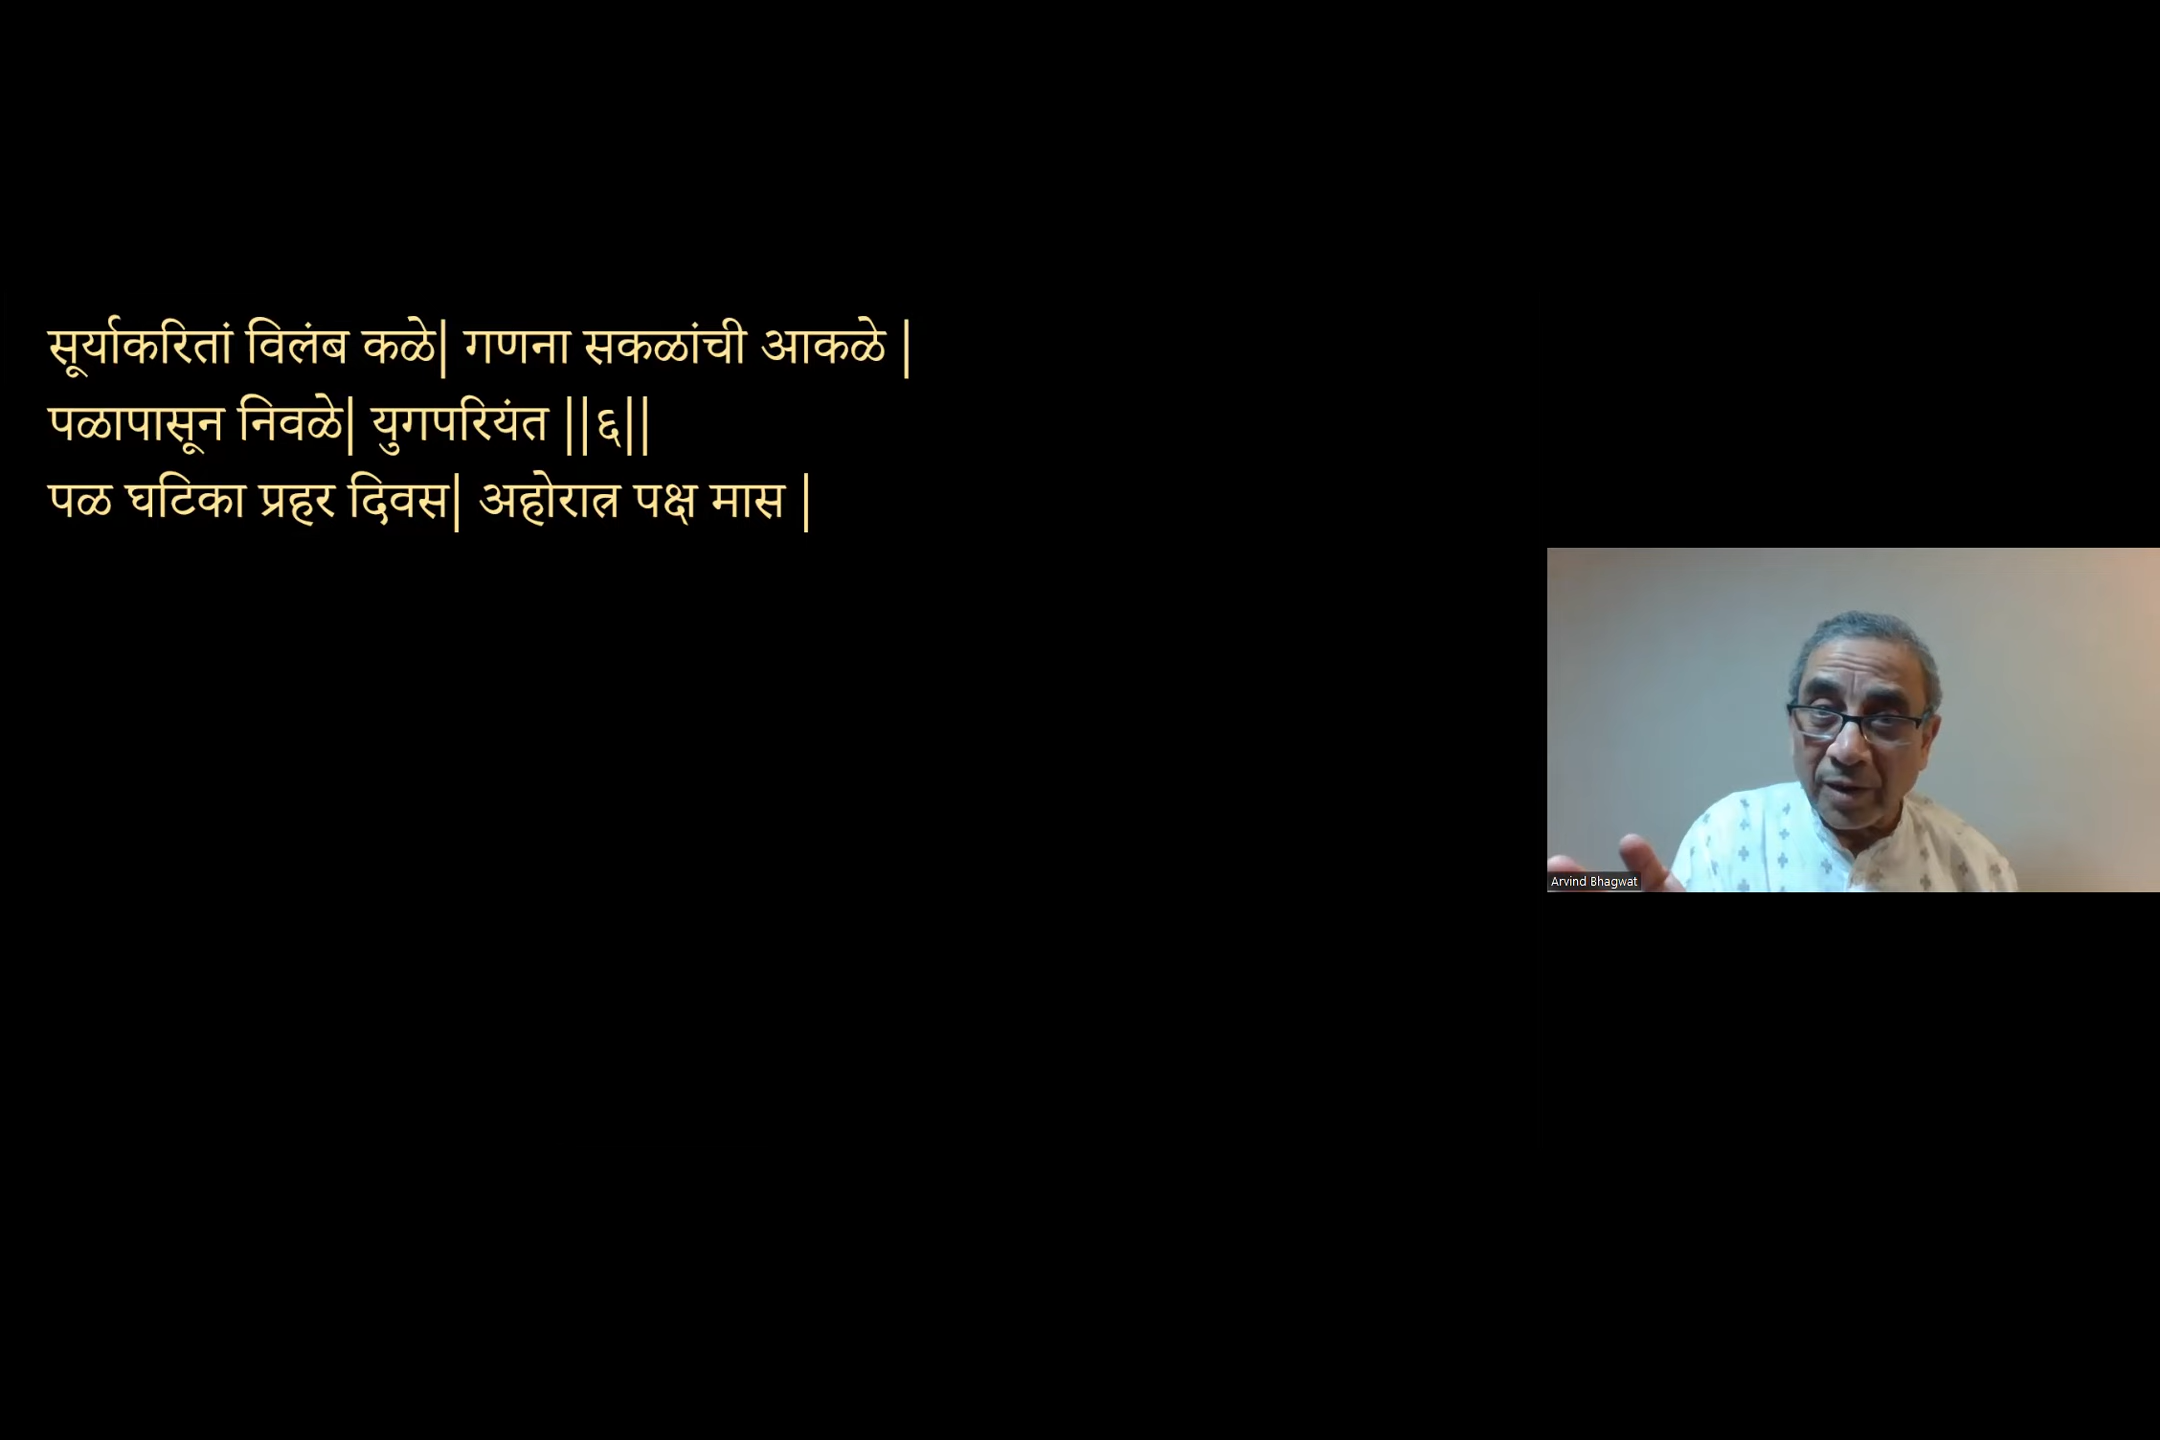 सूर्याकरितां विलंब कळे| गणना सकळांची आकळे |
पळापासून निवळे| युगपरियंत ||६||
पळ घटिका प्रहर दिवस| अहोरात्र पक्ष मास |
Arvind Bhagwat